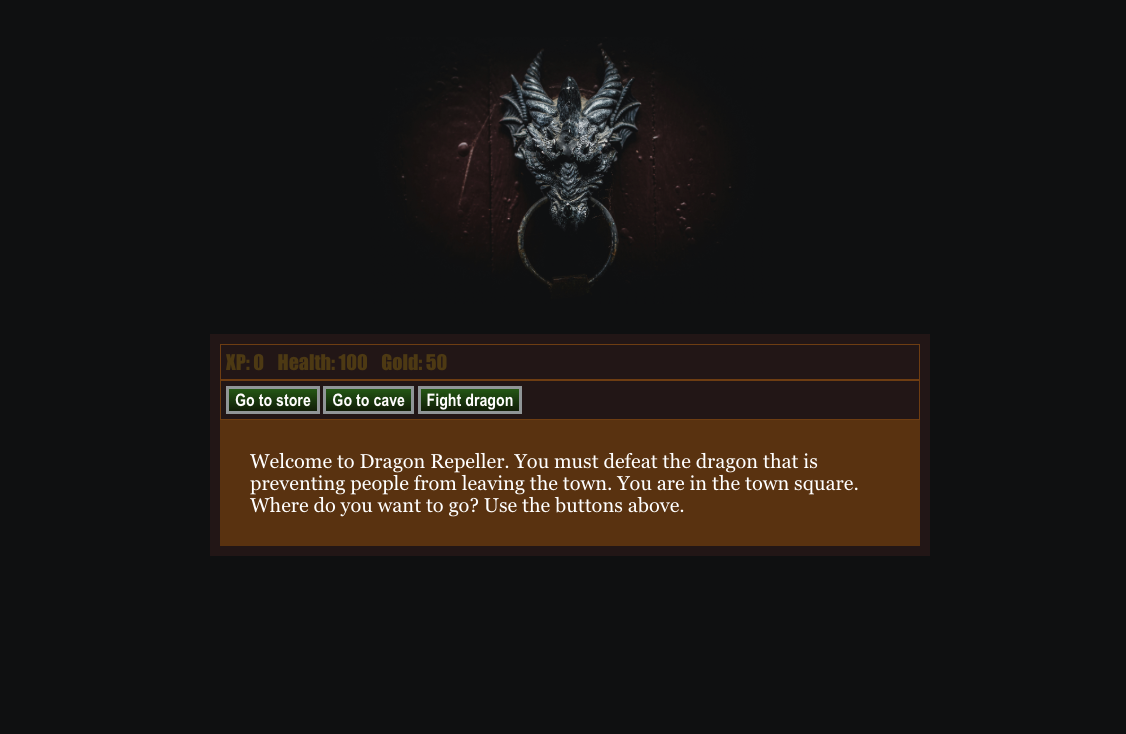 XP: 0 Health: 100 Gold: 50
Go to store Go to cave Fight dragon
Welcome to Dragon Repeller. You must defeat the dragon that is
preventing people from leaving the town. You are in the town square.
Where do you want to go? Use the buttons above.